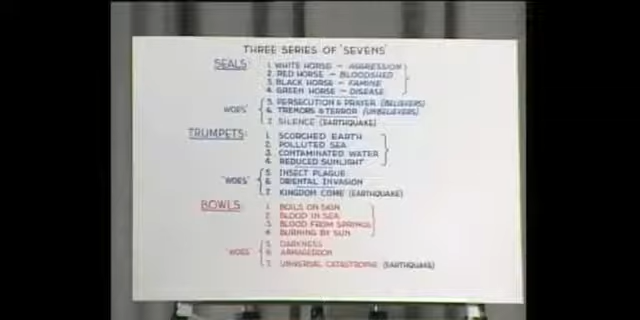 THREE SERIES OF 'SEVENS'
SEALS: 1. WHITE HORSE - AGGRESSION
2. RED HORSE - BLOODSHED
3. BLACK HORSE - FAMINE
4. GREEN HORSE - DISEASE
'WOES' 5. PERSECUTION & PRAYER (BELIEVERS)
6. TREMORS & TERROR (UNBELIEVERS)
7. SILENCE (EARTHQUAKE)
TRUMPETS: 1. SCORCHED EARTH
2. POLLUTED SEA
3. CONTAMINATED WATER
4. REDUCED SUNLIGHT
'WOES' 5. INSECT PLAGUE
6. ORIENTAL INVASION
7. KINGDOM COME (EARTHQUAKE)
BOWLS: 1. BOILS ON SKIN
2. BLOOD IN SEA
3. BLOOD FROM SPRINGS
4. BURNING BY SUN
'WOES' 5. DARKNESS
6. ARMAGEDDON
7. UNIVERSAL CATASTROPHE (EARTHQUAKE)